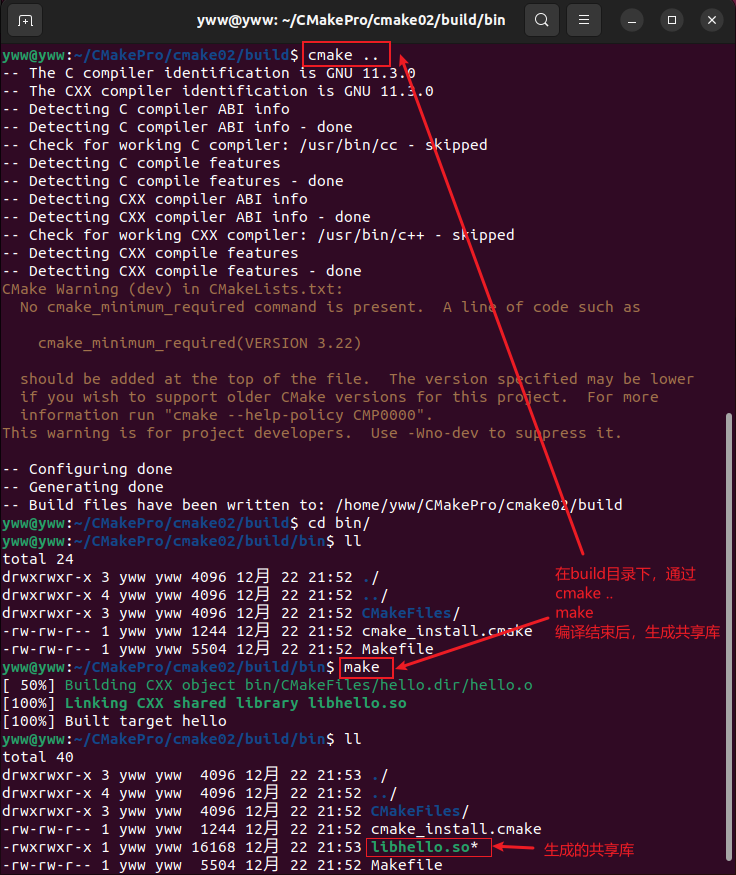 yww@yww: ~/CMakePro/cmake02/build/bin
yww@yww:~/CMakePro/cmake02/build$ cmake ..
-- The C compiler identification is GNU 11.3.0
-- The CXX compiler identification is GNU 11.3.0
-- Detecting C compiler ABI info
-- Detecting C compiler ABI info - done
-- Check for working C compiler: /usr/bin/cc - skipped
-- Detecting C compile features
-- Detecting C compile features - done
-- Detecting CXX compiler ABI info
-- Detecting CXX compiler ABI info - done
-- Check for working CXX compiler: /usr/bin/c++ - skipped
-- Detecting CXX compile features
-- Detecting CXX compile features - done
CMake Warning (dev) in CMakeLists.txt:
  No cmake_minimum_required command is present.  A line of code such as
    cmake_minimum_required(VERSION 3.22)
  should be added at the top of the file.  The version specified may be lower
  if you wish to support older CMake versions for this project.  For more
  information run "cmake --help-policy CMP0000".
This warning is for project developers.  Use -Wno-dev to suppress it.
-- Configuring done
-- Generating done
-- Build files have been written to: /home/yww/CMakePro/cmake02/build
yww@yww:~/CMakePro/cmake02/build$ cd bin/
yww@yww:~/CMakePro/cmake02/build/bin$ ll
total 24
drwxrwxr-x 3 yww yww 4096 12月 22 21:52 ./
drwxrwxr-x 4 yww yww 4096 12月 22 21:52 ../
drwxrwxr-x 3 yww yww 4096 12月 22 21:52 CMakeFiles/
-rw-rw-r-- 1 yww yww 1244 12月 22 21:52 cmake_install.cmake
-rw-rw-r-- 1 yww yww 5504 12月 22 21:52 Makefile
在build目录下，通过
cmake ..
make
编译结束后，生成共享库
yww@yww:~/CMakePro/cmake02/build/bin$ make
[ 50%] Building CXX object bin/CMakeFiles/hello.dir/hello.o
[100%] Linking CXX shared library libhello.so
[100%] Built target hello
yww@yww:~/CMakePro/cmake02/build/bin$ ll
total 40
drwxrwxr-x 3 yww yww  4096 12月 22 21:53 ./
drwxrwxr-x 4 yww yww  4096 12月 22 21:52 ../
drwxrwxr-x 3 yww yww  4096 12月 22 21:52 CMakeFiles/
-rw-rw-r-- 1 yww yww  1244 12月 22 21:52 cmake_install.cmake
-rwxrwxr-x 1 yww yww 16168 12月 22 21:53 libhello.so*
生成的共享库
-rw-rw-r-- 1 yww yww  5504 12月 22 21:52 Makefile